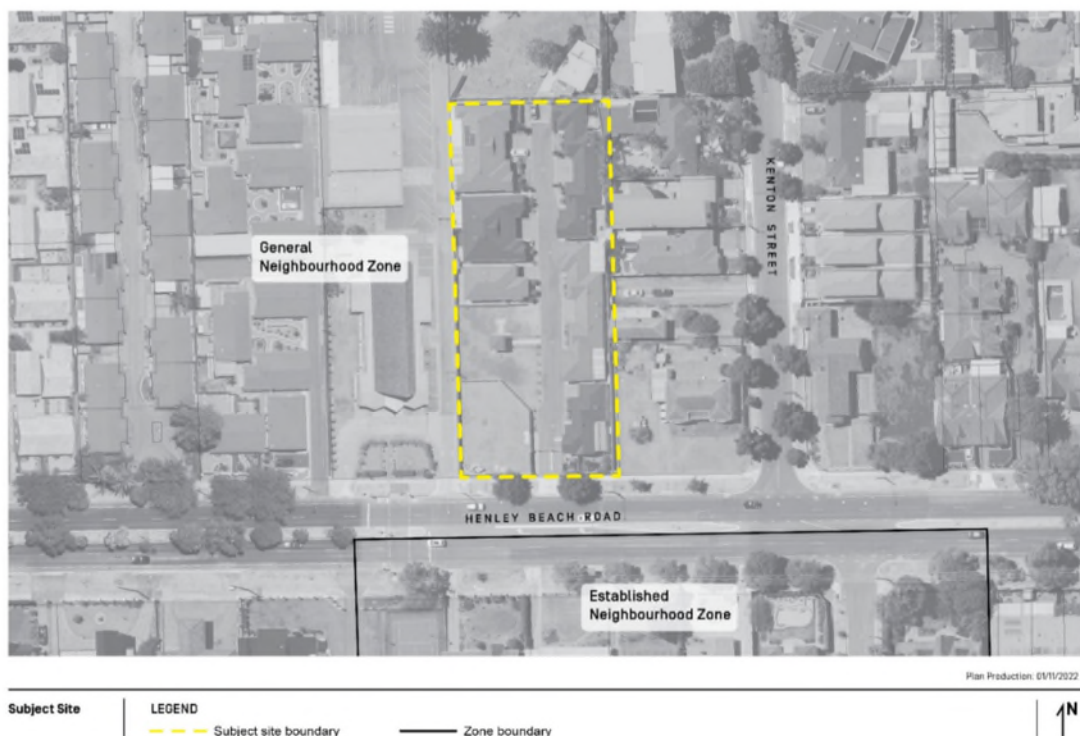 General
Neighbourhood Zone
KENTON STREET
HENLEY BEACH ROAD
Established
Neighbourhood Zone
Plan Production: 01/11/2022
Subject Site
LEGEND
Subject site boundary
Zone boundary
N